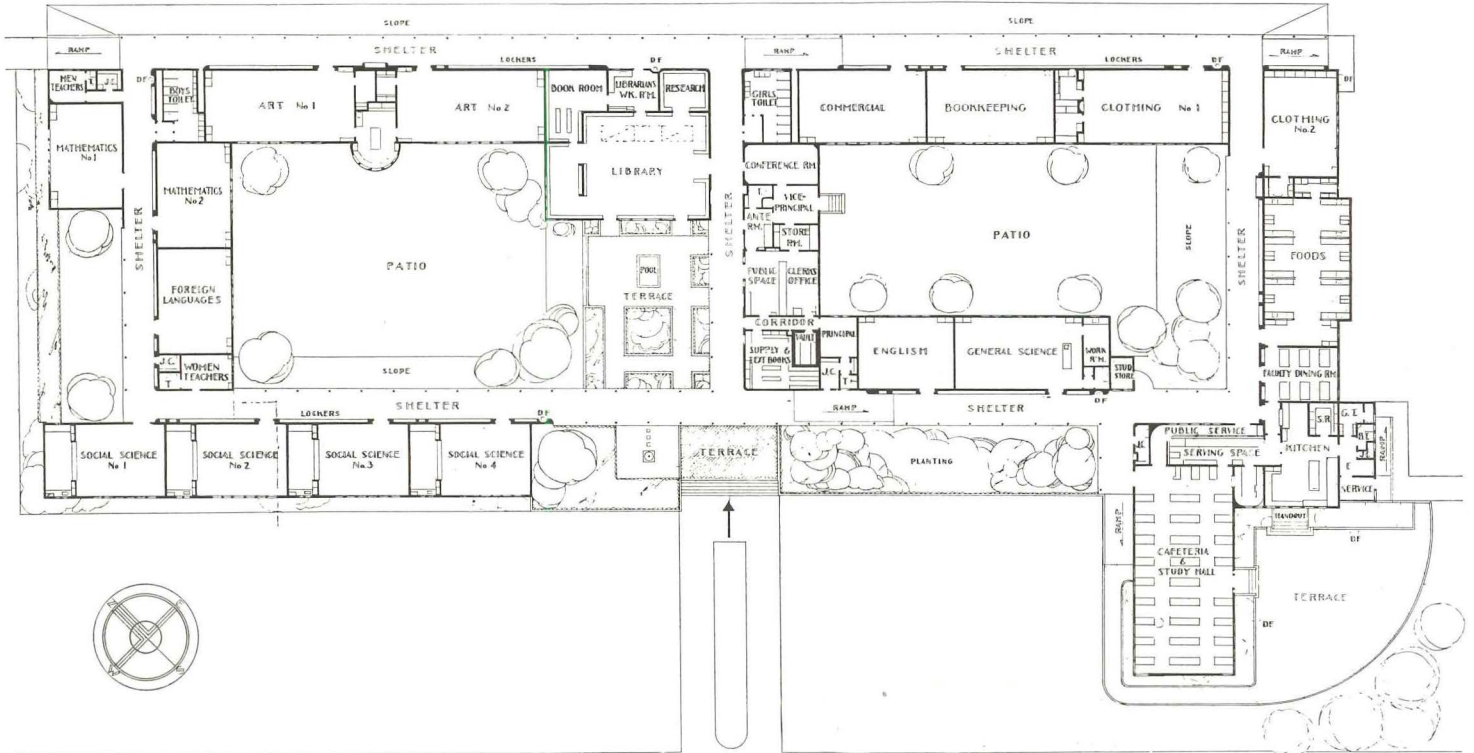 SLOPE
SLOPE
RAMP
SHELTER
RAMP
SHELTER
RAMP
LOCKERS
DF
LOCKERS
DF
MEN
TEACHERS
T.
J.C.
DF
BOYS
TOILET
ART No 1
ART No 2
BOOK ROOM
LIBRARIANS
WK. R'M.
RESEARCH
GIRLS
TOILET
COMMERCIAL
BOOKKEEPING
CLOTHING No 1
DF
CLOTHING
No.2
MATHEMATICS
No 1
MATHEMATICS
No 2
LIBRARY
CONFERENCE RM.
T.
VICE-
PRINCIPAL
ANTE
RM.
STORE
RM.
SHELTER
SHELTER
PATIO
PATIO
SLOPE
SHELTER
FOODS
FOREIGN
LANGUAGES
POOL
TERRACE
PUBLIC
SPACE
CLERKS
OFFICE
CORRIDOR
VAULT
SUPPLY &
TEXT BOOKS
PRINCIPAL
J.C.
T.
ENGLISH
GENERAL SCIENCE
WORK
R'M.
STUD
STORE
FACULTY DINING RM.
J.C.
T.
WOMEN
TEACHERS
SLOPE
SHELTER
LOCKERS
DF
RAMP
SHELTER
DF
SOCIAL SCIENCE
No 1
SOCIAL SCIENCE
No 2
SOCIAL SCIENCE
No.3
SOCIAL SCIENCE
No 4
TERRACE
PLANTING
PUBLIC SERVICE
SERVING SPACE
KITCHEN
S.R.
G.T.
B.T.
E
SERVICE
RAMP
RAMP
HANDOUT
DF
CAFETERIA
&
STUDY HALL
TERRACE
DF